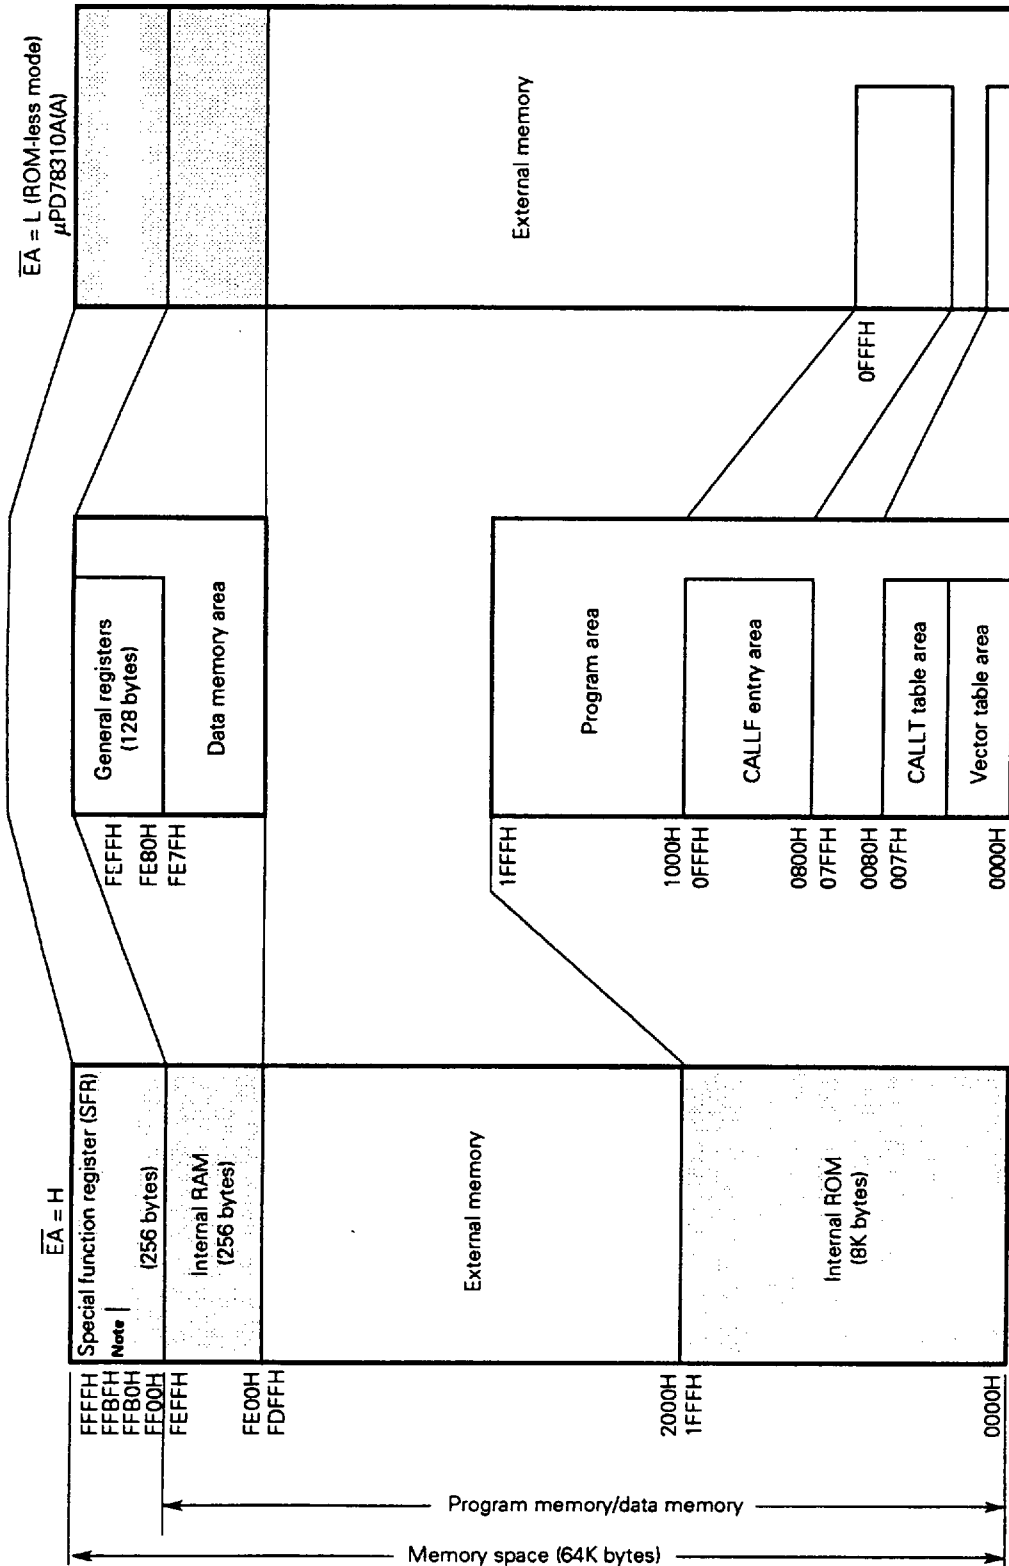 EA = H
FFFFH
FFBFH
FFB0H
FF00H
FEFFH
FE00H
FDFFH
2000H
1FFFH
0000H
Special function register (SFR)
Note
(256 bytes)
Internal RAM
(256 bytes)
External memory
Internal ROM
(8K bytes)
Program memory/data memory
Memory space (64K bytes)
General registers
(128 bytes)
Data memory area
FEFFH
FE80H
FE7FH
1FFFH
1000H
0FFFH
0800H
07FFH
0080H
007FH
0000H
Program area
CALLF entry area
CALLT table area
Vector table area
EA = L (ROM-less mode)
µPD78310A(A)
External memory
0FFFH